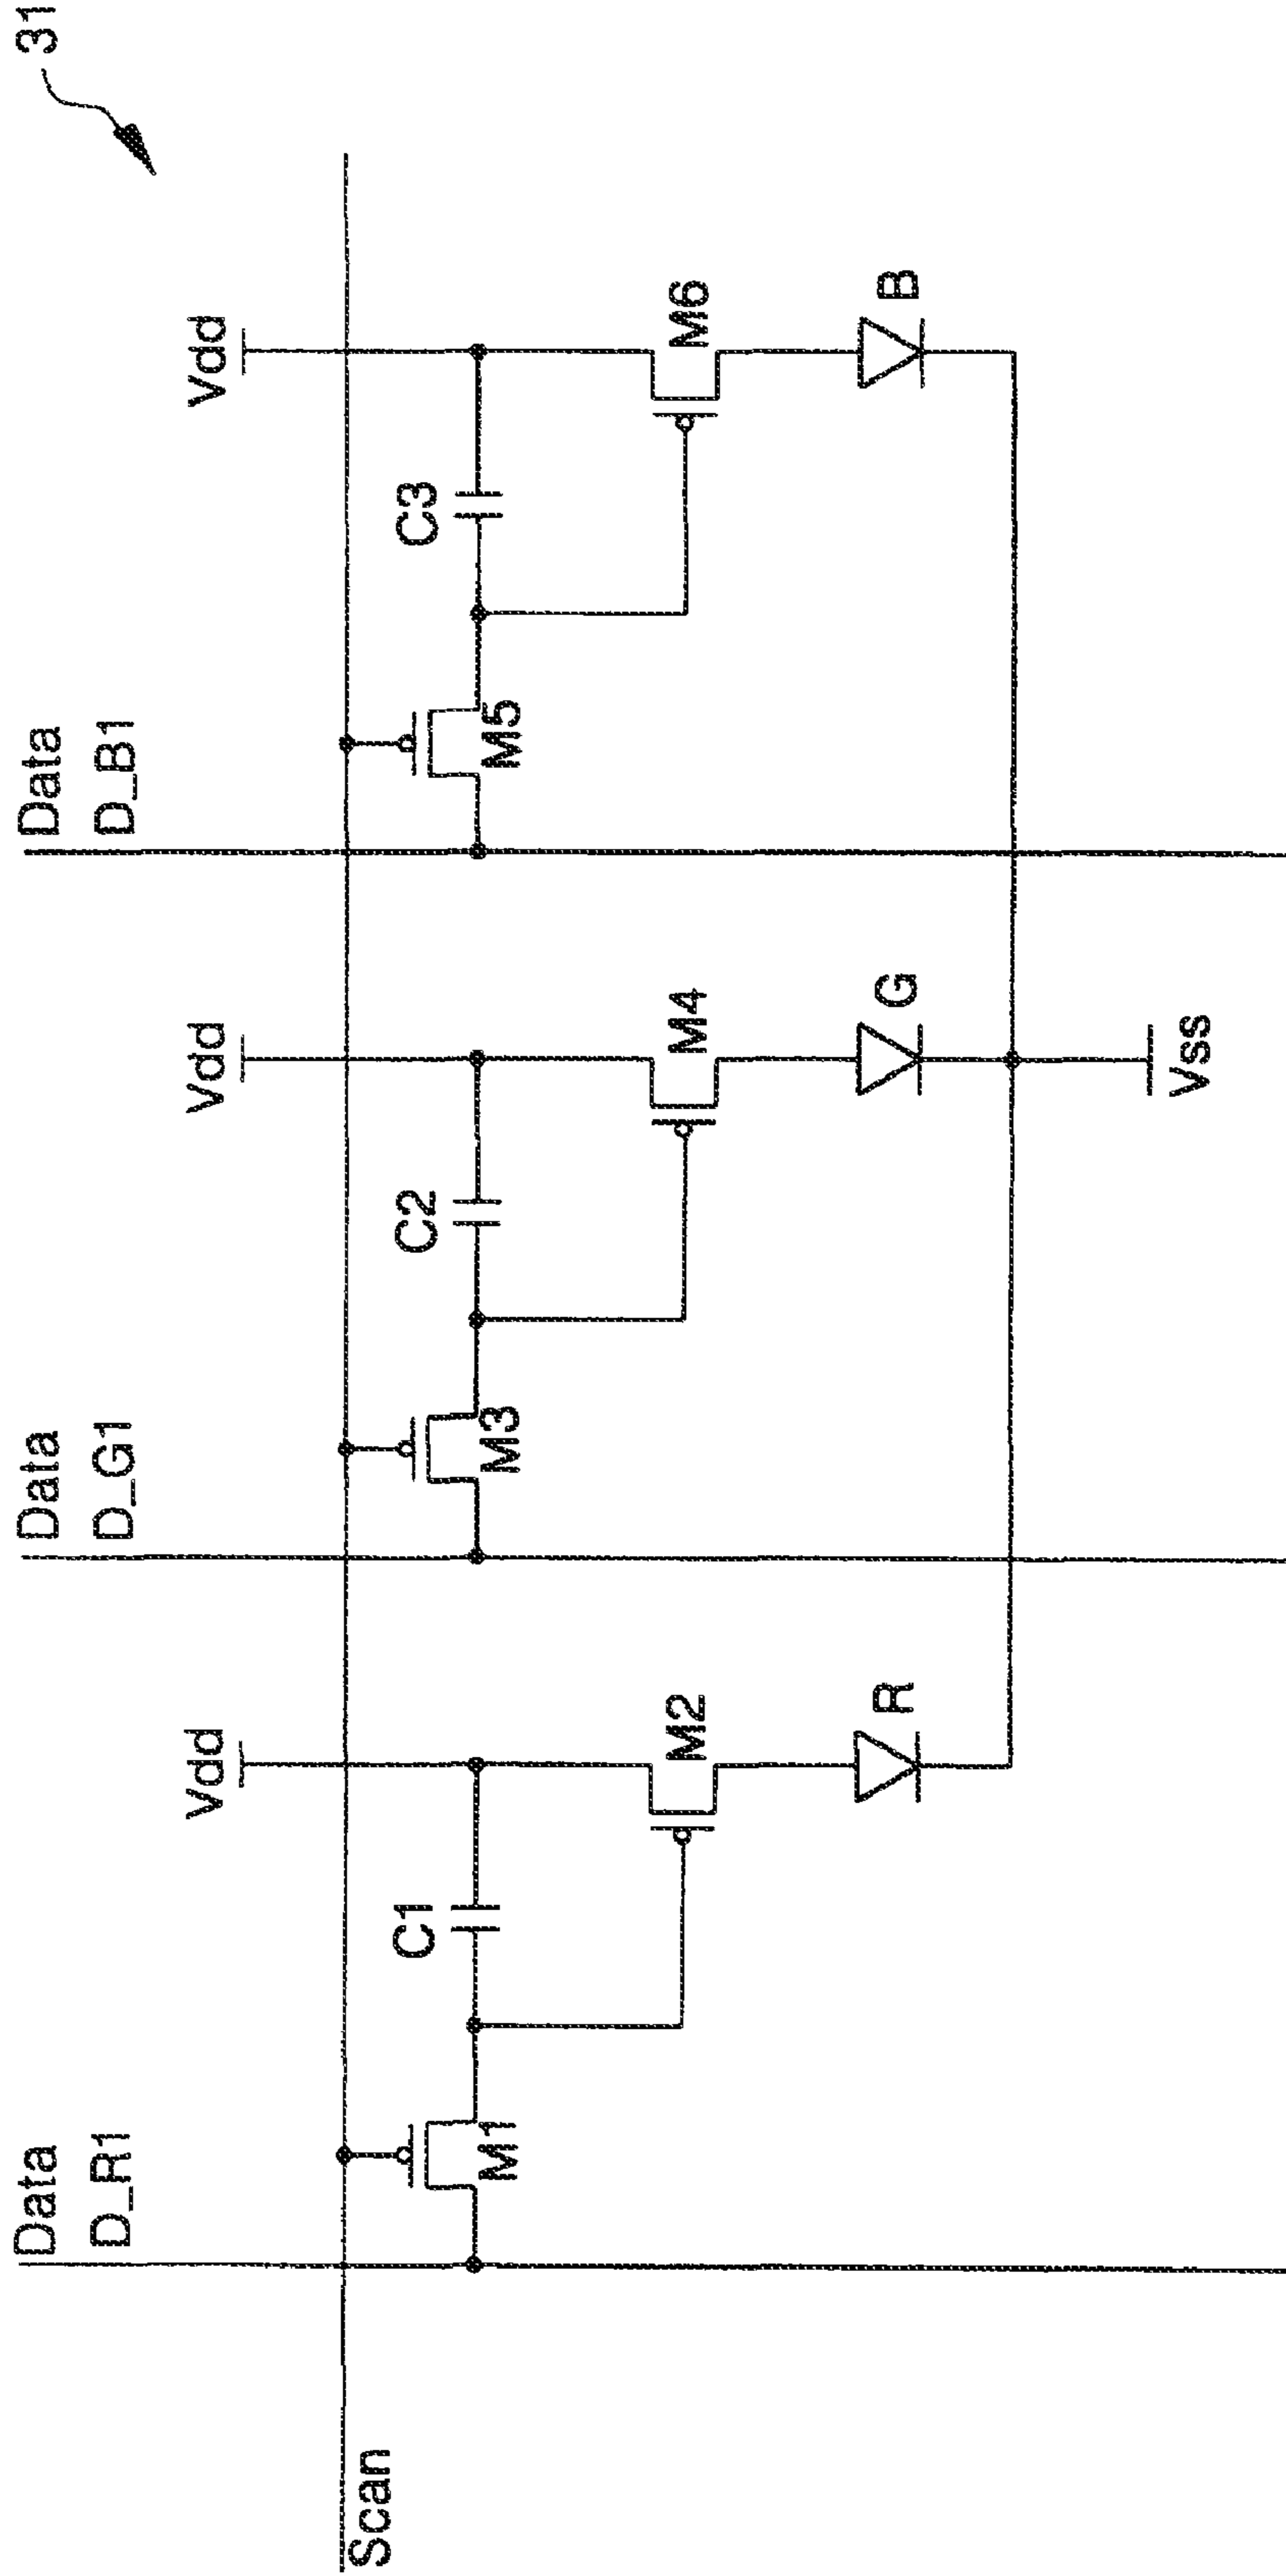 31
Data
D_R1
Data
D_G1
Data
D_B1
Vdd
Vdd
Vdd
Scan
C1
C2
C3
M1
M3
M5
M2
M4
M6
R
G
B
Vss